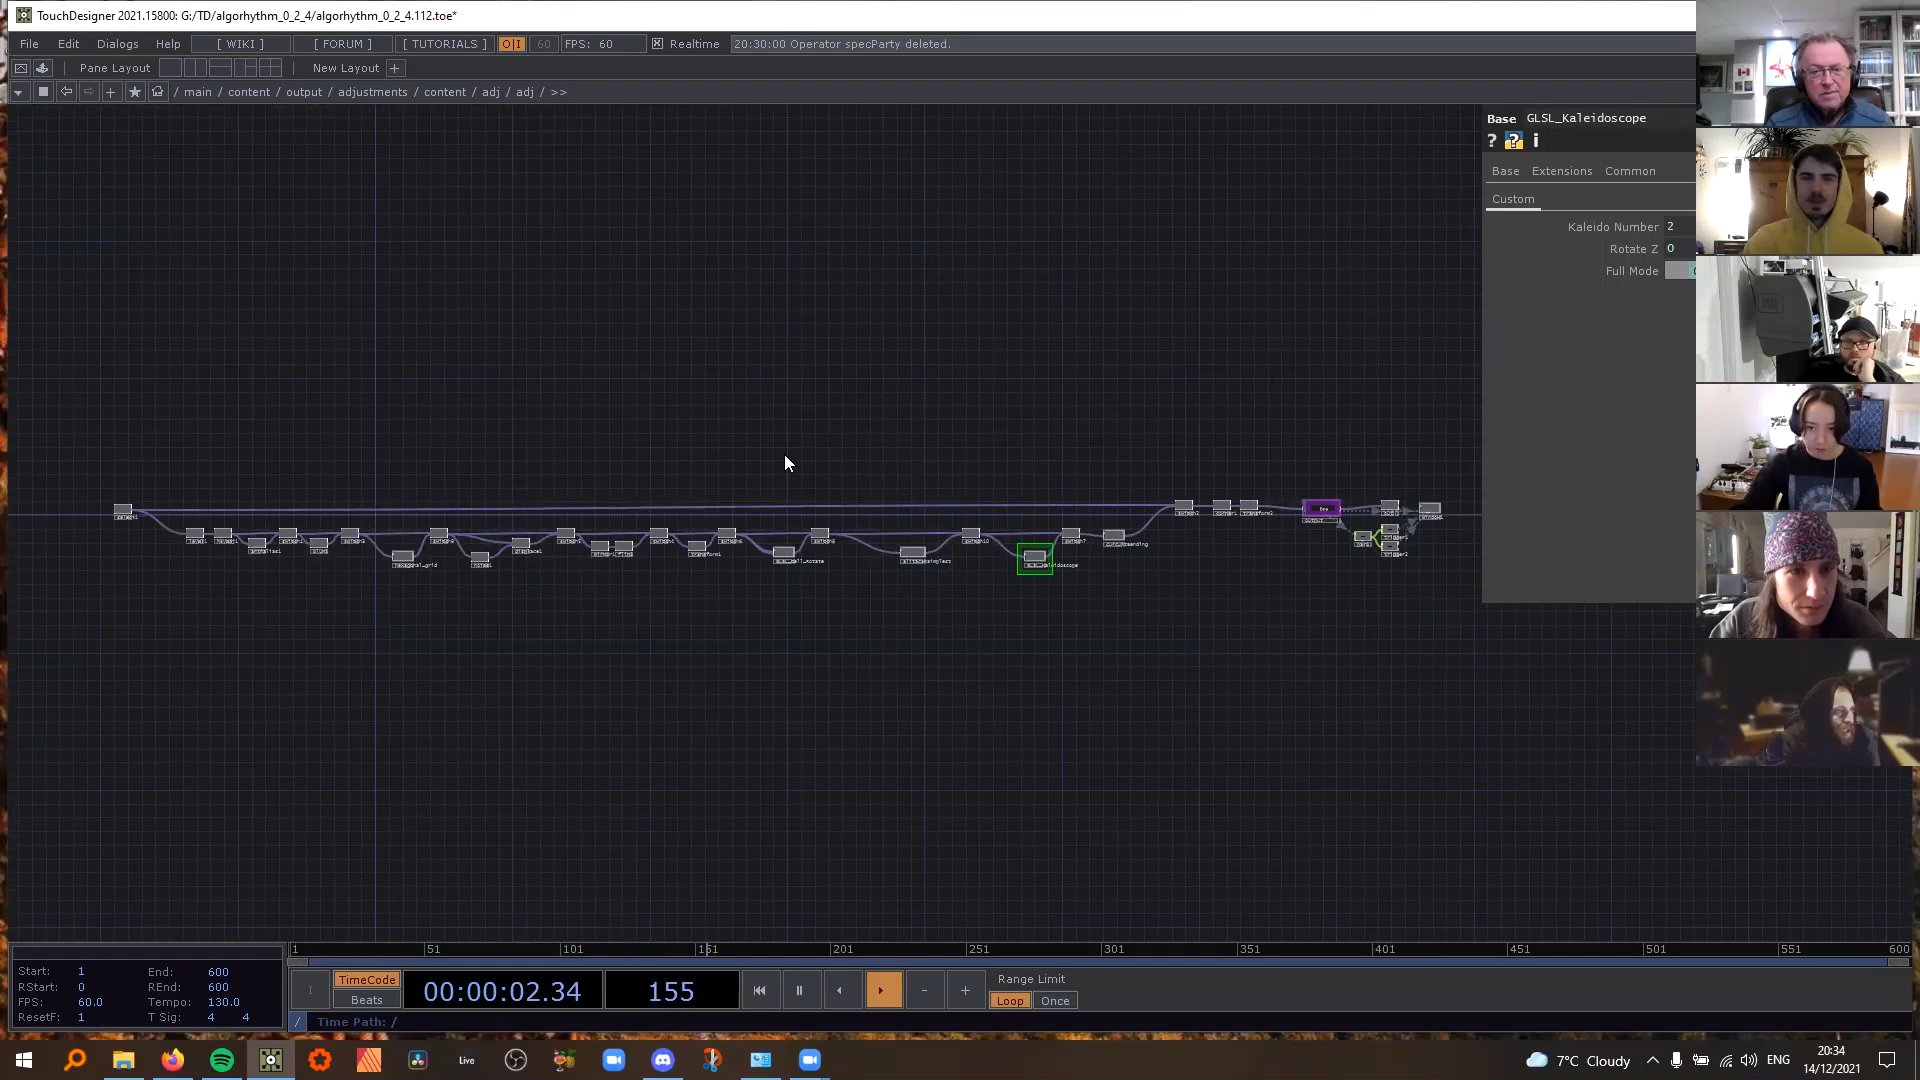 TouchDesigner 2021.15800: G:/TD/algorhythm_0_2_4/algorhythm_0_2_4.112.toe*
File Edit Dialogs Help [ WIKI ] [ FORUM ] [ TUTORIALS ] O|I 60 FPS: 60 Realtime 20:30:00 Operator specParty deleted.
Pane Layout New Layout +
/ main / content / output / adjustments / content / adj / adj / >>
Base GLSL_Kaleidoscope
? ? i
Base Extensions Common
Custom
Kaleido Number 2
Rotate Z 0
Full Mode
1 51 101 151 201 251 301 351 401 451 501 551 600
Start: 1 End: 600
RStart: 0 REnd: 600
FPS: 60.0 Tempo: 130.0
ResetF: 1 T Sig: 4 4
TimeCode
Beats
00:00:02.34 155
Range Limit
Loop Once
/ Time Path: /
Live
7°C Cloudy ENG
20:34
14/12/2021